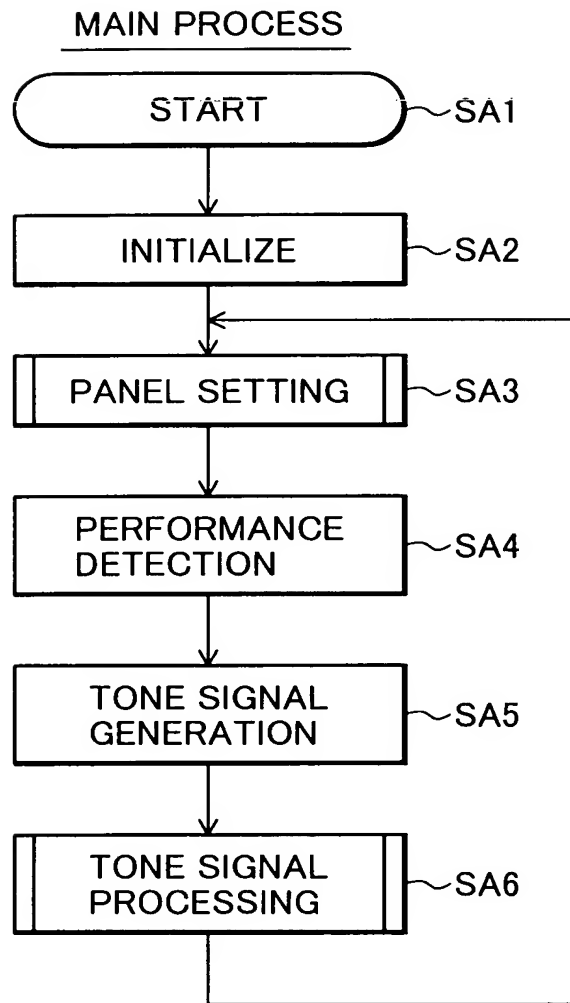 MAIN PROCESS
START
SA1
INITIALIZE
SA2
PANEL SETTING
SA3
PERFORMANCE
DETECTION
SA4
TONE SIGNAL
GENERATION
SA5
TONE SIGNAL
PROCESSING
SA6